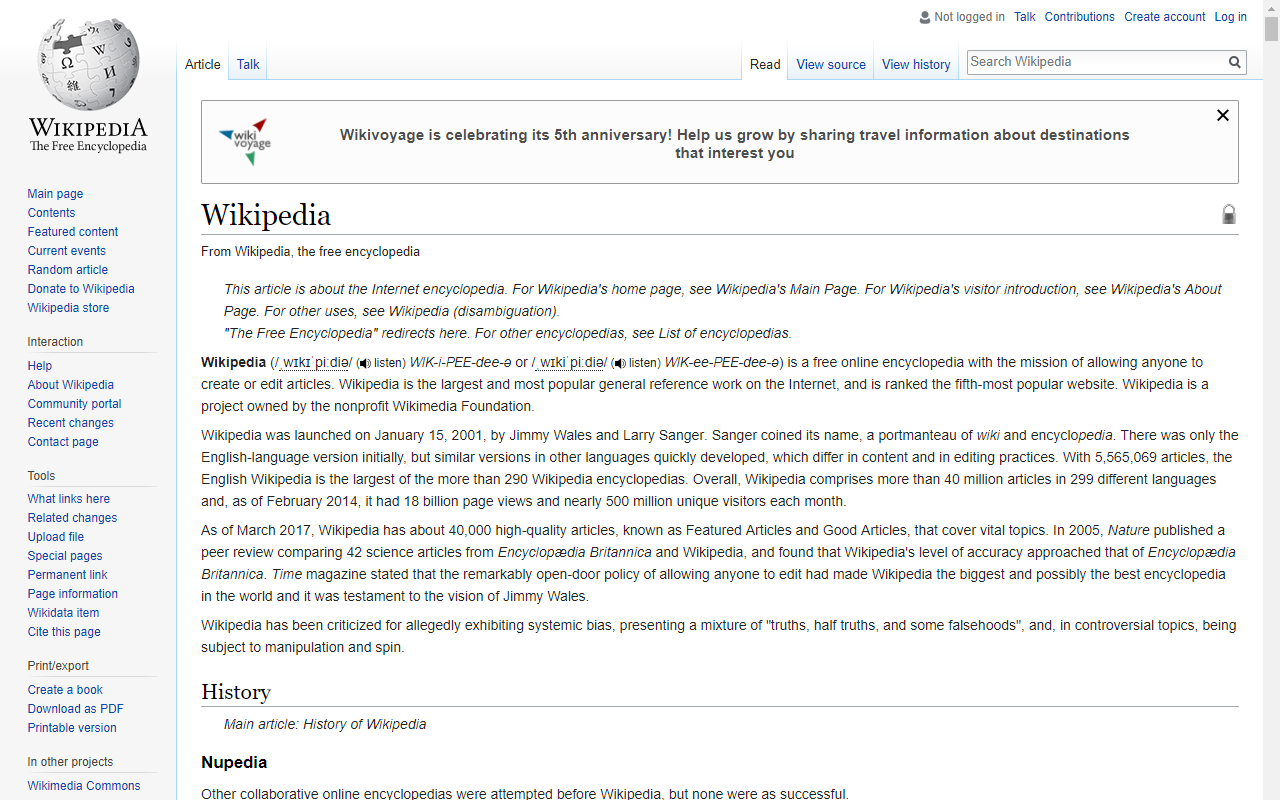 Not logged in Talk Contributions Create account Log in
Article Talk Read View source View history Search Wikipedia
WIKIPEDIA
The Free Encyclopedia
Main page
Contents
Featured content
Current events
Random article
Donate to Wikipedia
Wikipedia store
Interaction
Help
About Wikipedia
Community portal
Recent changes
Contact page
Tools
What links here
Related changes
Upload file
Special pages
Permanent link
Page information
Wikidata item
Cite this page
Print/export
Create a book
Download as PDF
Printable version
In other projects
Wikimedia Commons
wiki
voyage
Wikivoyage is celebrating its 5th anniversary! Help us grow by sharing travel information about destinations
that interest you
Wikipedia
From Wikipedia, the free encyclopedia
This article is about the Internet encyclopedia. For Wikipedia's home page, see Wikipedia's Main Page. For Wikipedia's visitor introduction, see Wikipedia's About
Page. For other uses, see Wikipedia (disambiguation).
"The Free Encyclopedia" redirects here. For other encyclopedias, see List of encyclopedias.
Wikipedia (/ˌwɪkɪˈpiːdiə/ (listen) WIK-i-PEE-dee-ə or /ˌwɪkiˈpiːdiə/ (listen) WIK-ee-PEE-dee-ə) is a free online encyclopedia with the mission of allowing anyone to
create or edit articles. Wikipedia is the largest and most popular general reference work on the Internet, and is ranked the fifth-most popular website. Wikipedia is a
project owned by the nonprofit Wikimedia Foundation.
Wikipedia was launched on January 15, 2001, by Jimmy Wales and Larry Sanger. Sanger coined its name, a portmanteau of wiki and encyclopedia. There was only the
English-language version initially, but similar versions in other languages quickly developed, which differ in content and in editing practices. With 5,565,069 articles, the
English Wikipedia is the largest of the more than 290 Wikipedia encyclopedias. Overall, Wikipedia comprises more than 40 million articles in 299 different languages
and, as of February 2014, it had 18 billion page views and nearly 500 million unique visitors each month.
As of March 2017, Wikipedia has about 40,000 high-quality articles, known as Featured Articles and Good Articles, that cover vital topics. In 2005, Nature published a
peer review comparing 42 science articles from Encyclopædia Britannica and Wikipedia, and found that Wikipedia's level of accuracy approached that of Encyclopædia
Britannica. Time magazine stated that the remarkably open-door policy of allowing anyone to edit had made Wikipedia the biggest and possibly the best encyclopedia
in the world and it was testament to the vision of Jimmy Wales.
Wikipedia has been criticized for allegedly exhibiting systemic bias, presenting a mixture of "truths, half truths, and some falsehoods", and, in controversial topics, being
subject to manipulation and spin.
History
Main article: History of Wikipedia
Nupedia
Other collaborative online encyclopedias were attempted before Wikipedia, but none were as successful.